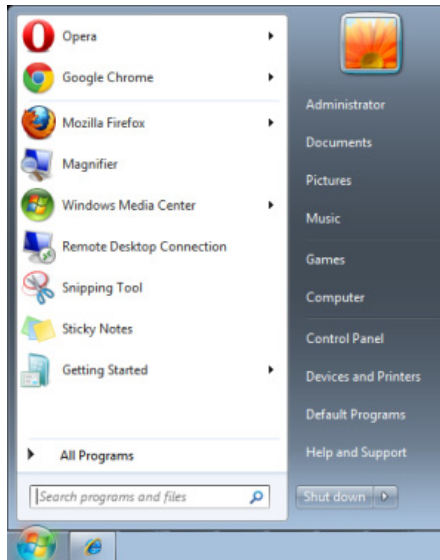 Opera
Google Chrome
Mozilla Firefox
Magnifier
Windows Media Center
Remote Desktop Connection
Snipping Tool
Sticky Notes
Getting Started
All Programs
Search programs and files
Administrator
Documents
Pictures
Music
Games
Computer
Control Panel
Devices and Printers
Default Programs
Help and Support
Shut down